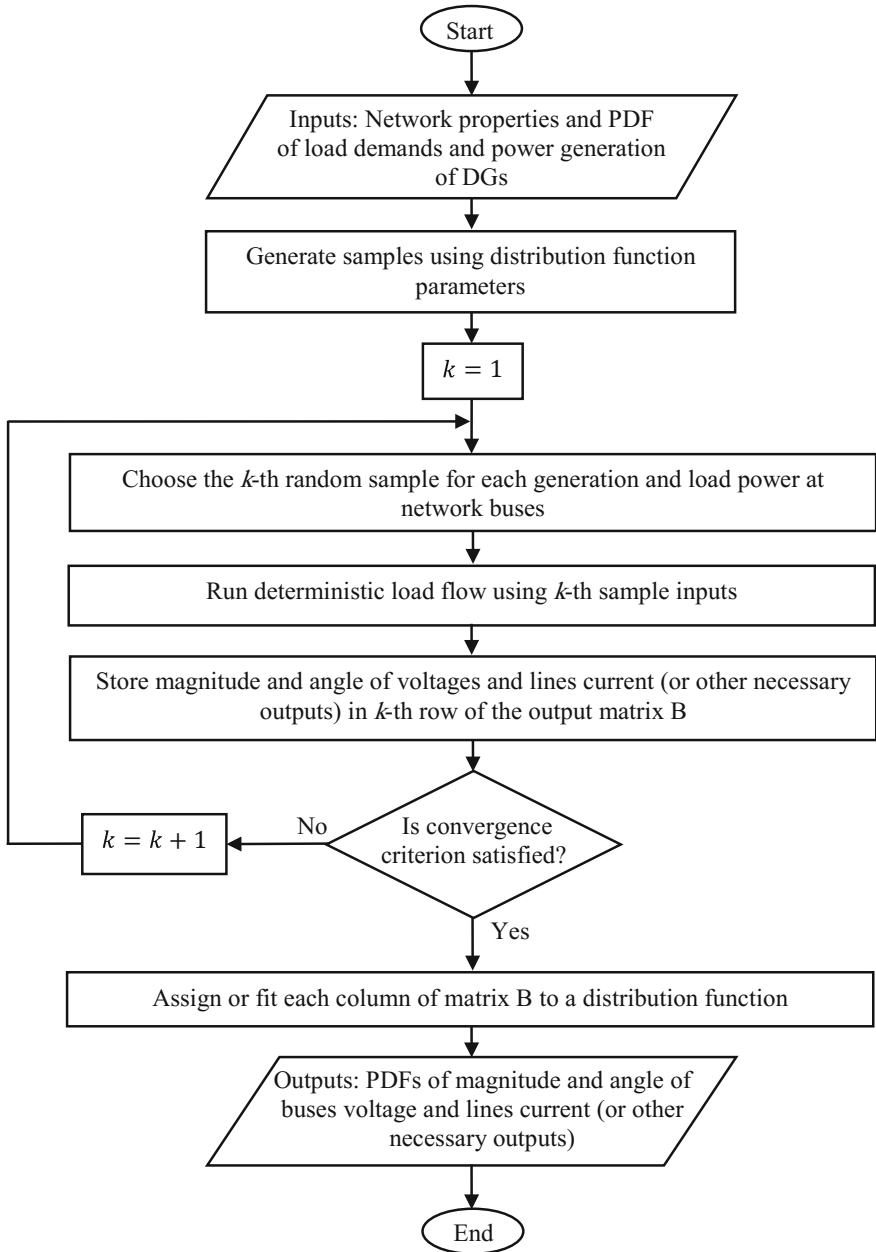 Start
Inputs: Network properties and PDF
of load demands and power generation
of DGs
Generate samples using distribution function
parameters
k = 1
Choose the k-th random sample for each generation and load power at
network buses
Run deterministic load flow using k-th sample inputs
Store magnitude and angle of voltages and lines current (or other necessary
outputs) in k-th row of the output matrix B
Is convergence
criterion satisfied?
No
k = k + 1
Yes
Assign or fit each column of matrix B to a distribution function
Outputs: PDFs of magnitude and angle of
buses voltage and lines current (or other
necessary outputs)
End